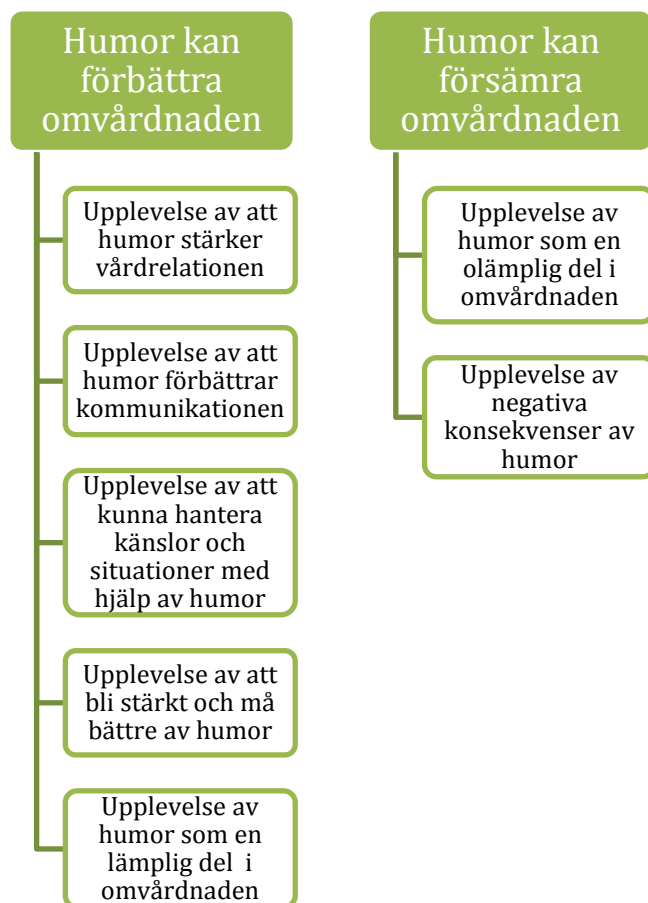 Humor kan
förbättra
omvårdnaden
Upplevelse av att
humor stärker
vårdrelationen
Upplevelse av att
humor förbättrar
kommunikationen
Upplevelse av att
kunna hantera
känslor och
situationer med
hjälp av humor
Upplevelse av att
bli stärkt och må
bättre av humor
Upplevelse av
humor som en
lämplig del i
omvårdnaden
Humor kan
försämra
omvårdnaden
Upplevelse av
humor som en
olämplig del i
omvårdnaden
Upplevelse av
negativa
konsekvenser av
humor